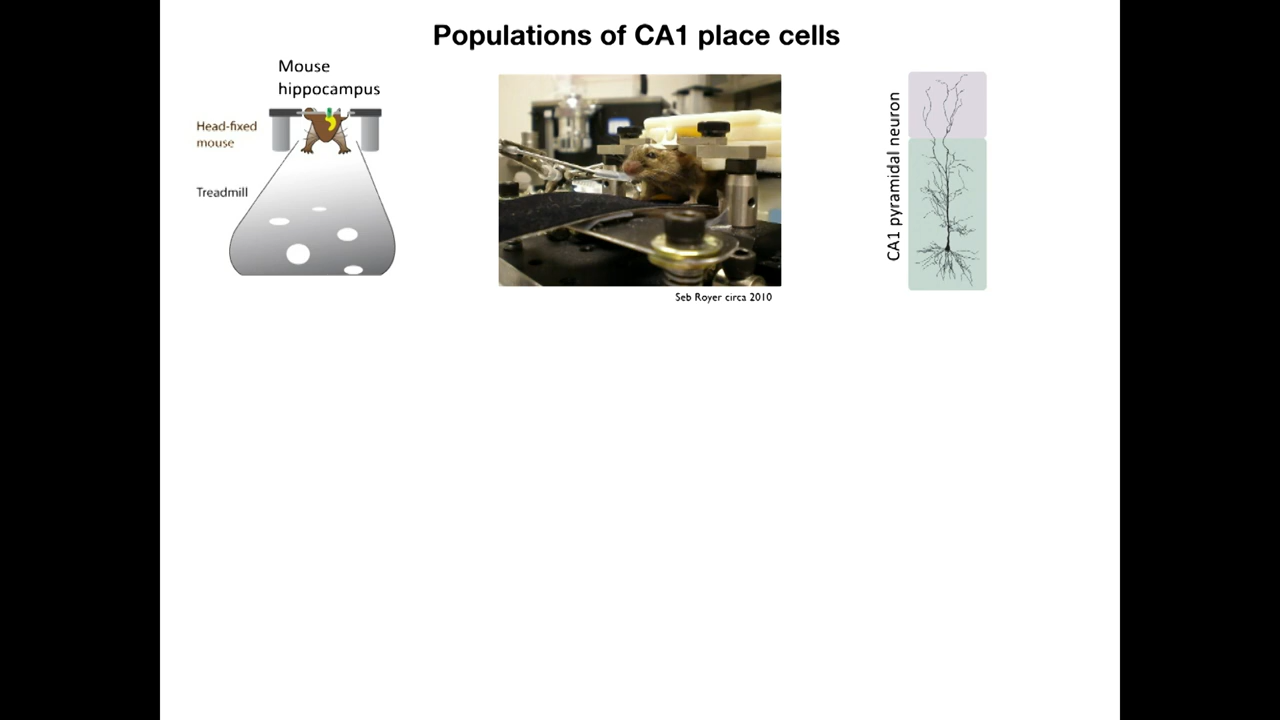 Populations of CA1 place cells
Mouse
hippocampus
Head-fixed
mouse
Treadmill
Seb Royer circa 2010
CA1 pyramidal neuron